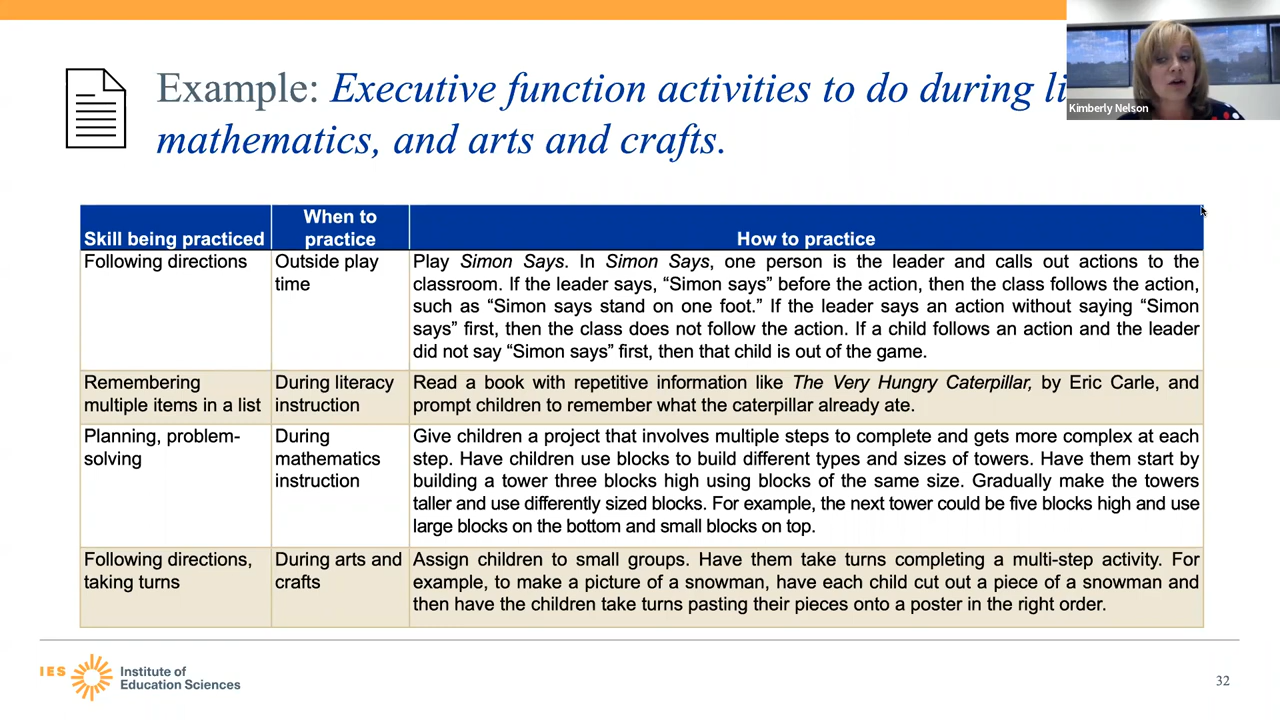 Example: Executive function activities to do during
mathematics, and arts and crafts.
Kimberly Nelson
Skill being practiced
When to
practice
How to practice
Following directions
Outside play
time
Play Simon Says. In Simon Says, one person is the leader and calls out actions to the
classroom. If the leader says, “Simon says” before the action, then the class follows the action,
such as “Simon says stand on one foot.” If the leader says an action without saying “Simon
says” first, then the class does not follow the action. If a child follows an action and the leader
did not say “Simon says” first, then that child is out of the game.
Remembering
multiple items in a list
During literacy
instruction
Read a book with repetitive information like The Very Hungry Caterpillar, by Eric Carle, and
prompt children to remember what the caterpillar already ate.
Planning, problem-
solving
During
mathematics
instruction
Give children a project that involves multiple steps to complete and gets more complex at each
step. Have children use blocks to build different types and sizes of towers. Have them start by
building a tower three blocks high using blocks of the same size. Gradually make the towers
taller and use differently sized blocks. For example, the next tower could be five blocks high and use
large blocks on the bottom and small blocks on top.
Following directions,
taking turns
During arts and
crafts
Assign children to small groups. Have them take turns completing a multi-step activity. For
example, to make a picture of a snowman, have each child cut out a piece of a snowman and
then have the children take turns pasting their pieces onto a poster in the right order.
IES
Institute of
Education Sciences
32